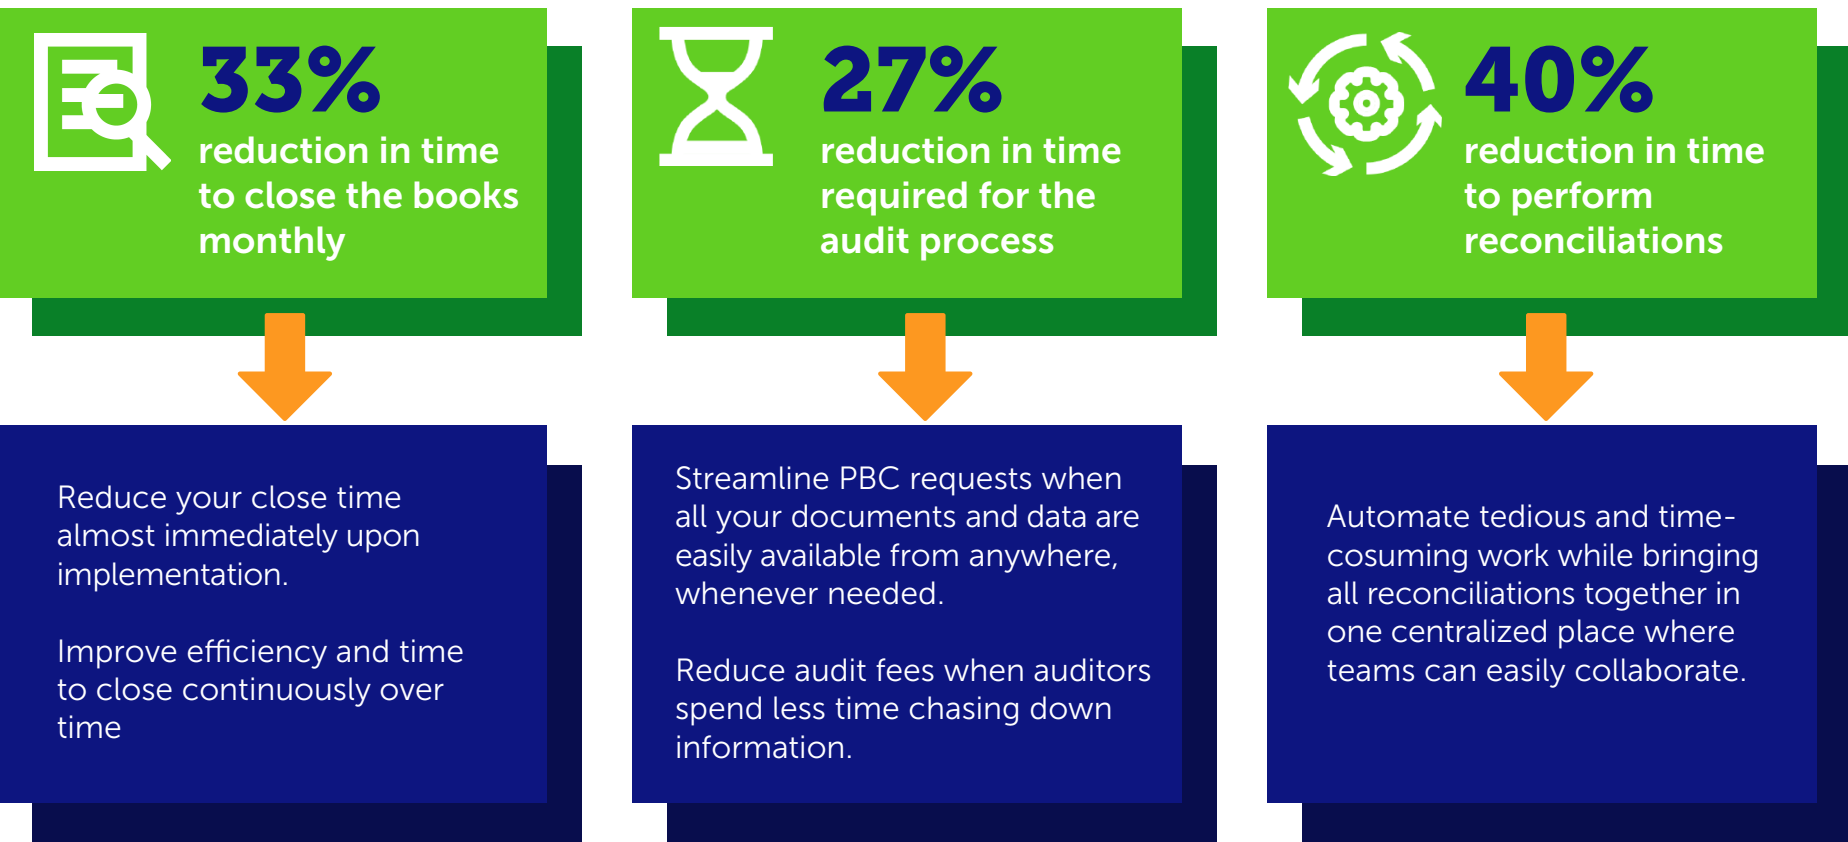 33%
reduction in time
to close the books
monthly
27%
reduction in time
required for the
audit process
40%
reduction in time
to perform
reconciliations
Reduce your close time
almost immediately upon
implementation.
Improve efficiency and time
to close continuously over
time
Streamline PBC requests when
all your documents and data are
easily available from anywhere,
whenever needed.
Reduce audit fees when auditors
spend less time chasing down
information.
Automate tedious and time-
cosuming work while bringing
all reconciliations together in
one centralized place where
teams can easily collaborate.